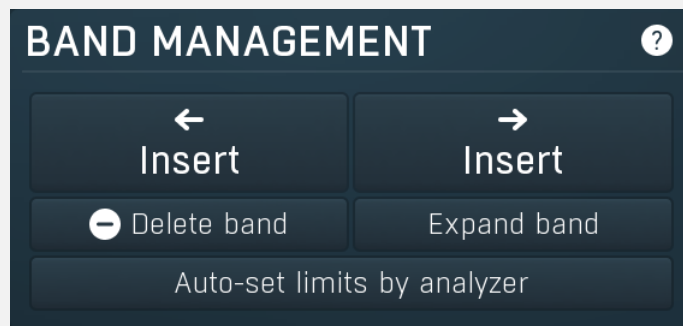 BAND MANAGEMENT ?
← →
Insert Insert
Delete band Expand band
Auto-set limits by analyzer